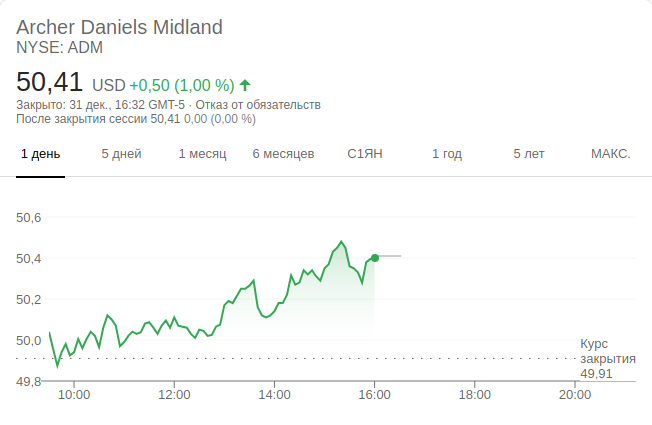 Archer Daniels Midland
NYSE: ADM
50,41 USD +0,50 (1,00 %)
Закрыто: 31 дек., 16:32 GMT-5 · Отказ от обязательств
После закрытия сессии 50,41 0,00 (0,00 %)
1 день 5 дней 1 месяц 6 месяцев С1ЯН 1 год 5 лет МАКС.
50,6
50,4
50,2
50,0
Курс
закрытия
49,91
49,8
10:00 12:00 14:00 16:00 18:00 20:00